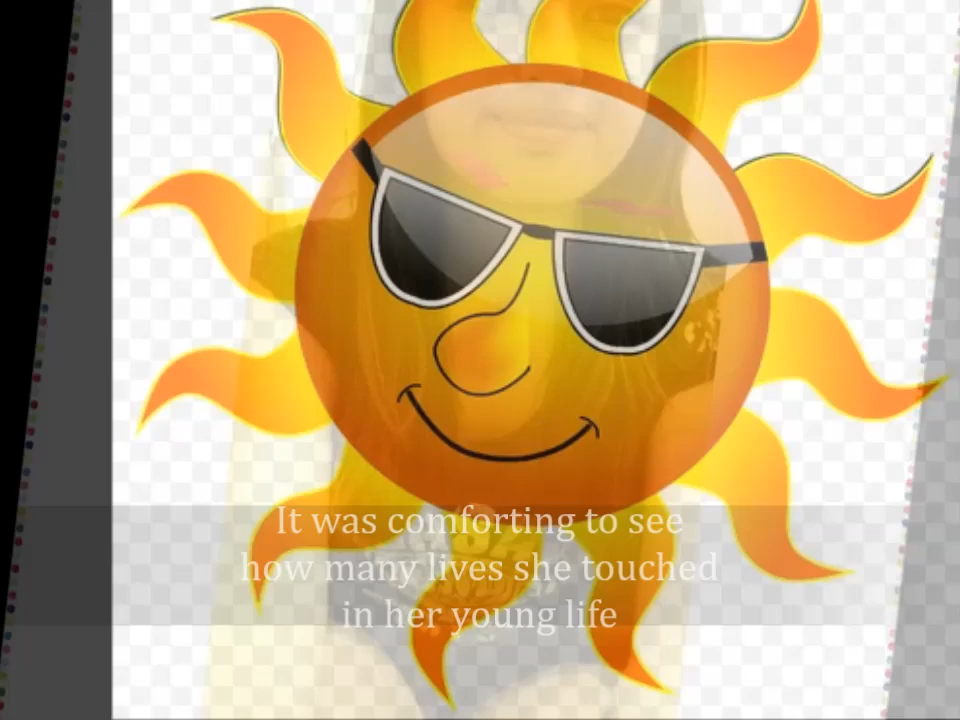 It was comforting to see
how many lives she touched
in her young life